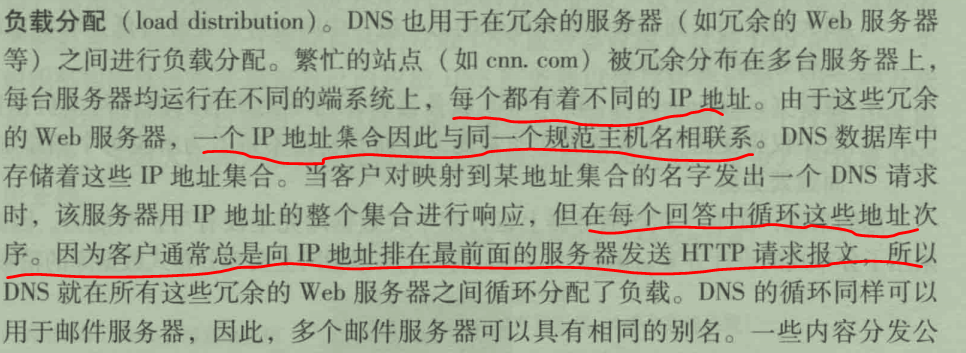 负载分配（load distribution）。DNS 也用于在冗余的服务器（如冗余的 Web 服务器
等）之间进行负载分配。繁忙的站点（如 cnn. com）被冗余分布在多台服务器上，
每台服务器均运行在不同的端系统上，每个都有着不同的 IP 地址。由于这些冗余
的 Web 服务器，一个 IP 地址集合因此与同一个规范主机名相联系。DNS 数据库中
存储着这些 IP 地址集合。当客户对映射到某地址集合的名字发出一个 DNS 请求
时，该服务器用 IP 地址的整个集合进行响应，但在每个回答中循环这些地址次
序。因为客户通常总是向 IP 地址排在最前面的服务器发送 HTTP 请求报文，所以
DNS 就在所有这些冗余的 Web 服务器之间循环分配了负载。DNS 的循环同样可以
用于邮件服务器，因此，多个邮件服务器可以具有相同的别名。一些内容分发公